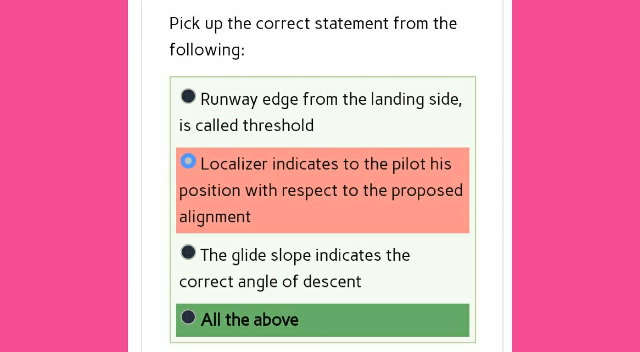 Pick up the correct statement from the
following:
Runway edge from the landing side,
is called threshold
Localizer indicates to the pilot his
position with respect to the proposed
alignment
The glide slope indicates the
correct angle of descent
All the above